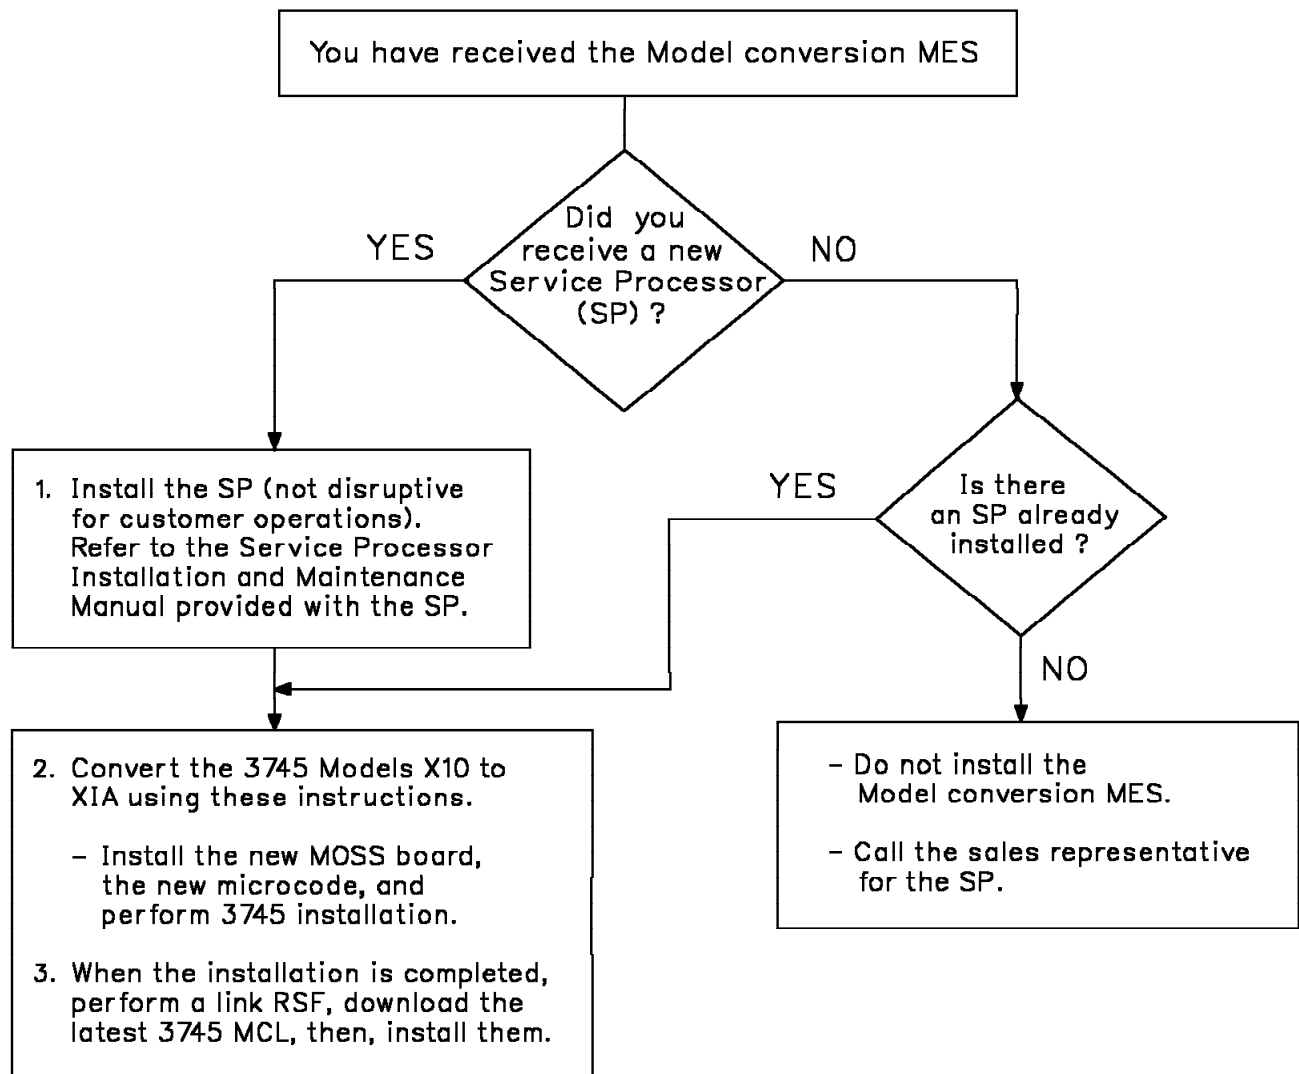 You have received the Model conversion MES
Did you
receive a new
Service Processor
(SP) ?
YES
NO
1. Install the SP (not disruptive
for customer operations).
Refer to the Service Processor
Installation and Maintenance
Manual provided with the SP.
YES
Is there
an SP already
installed ?
NO
2. Convert the 3745 Models X10 to
XIA using these instructions.
– Install the new MOSS board,
the new microcode, and
perform 3745 installation.
3. When the installation is completed,
perform a link RSF, download the
latest 3745 MCL, then, install them.
– Do not install the
Model conversion MES.
– Call the sales representative
for the SP.